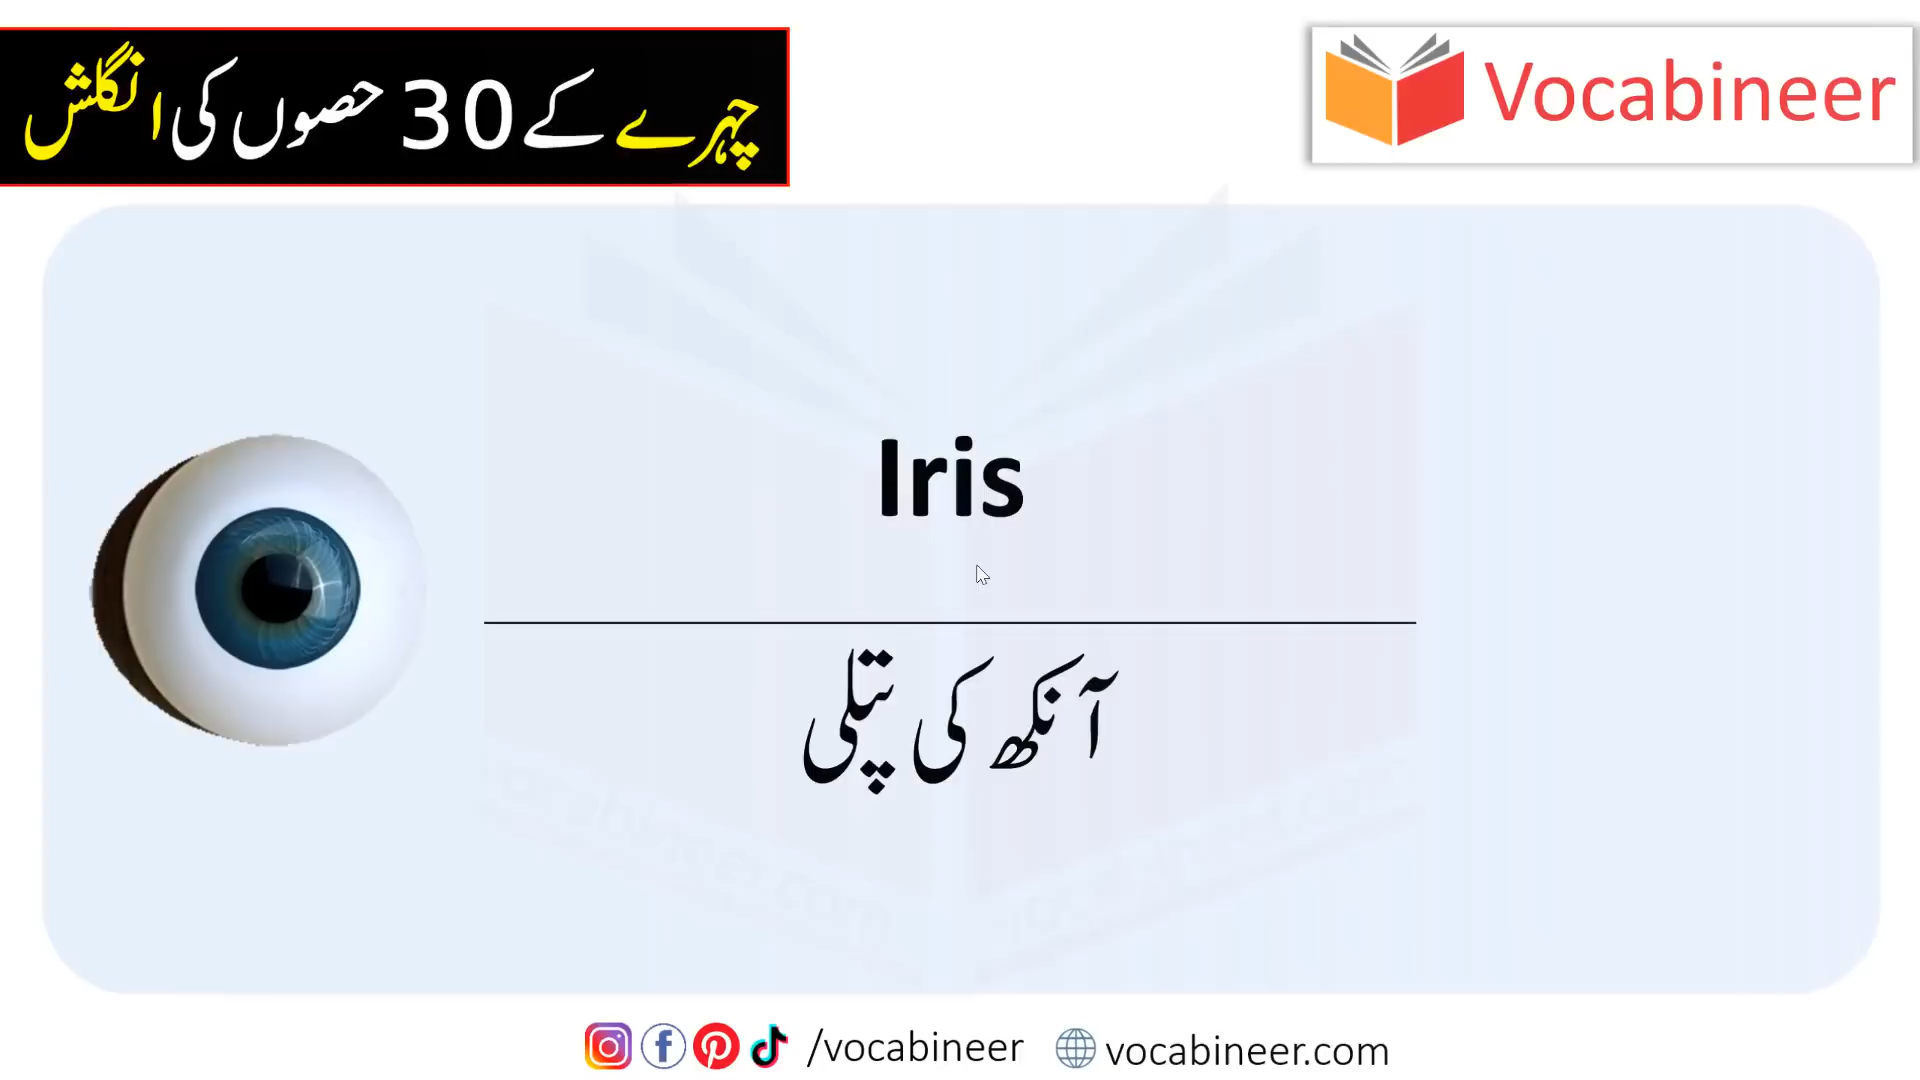 چہرے کے 30 حصوں کی انگلش
Vocabineer
Iris
آنکھ کی پتلی
/vocabineer vocabineer.com